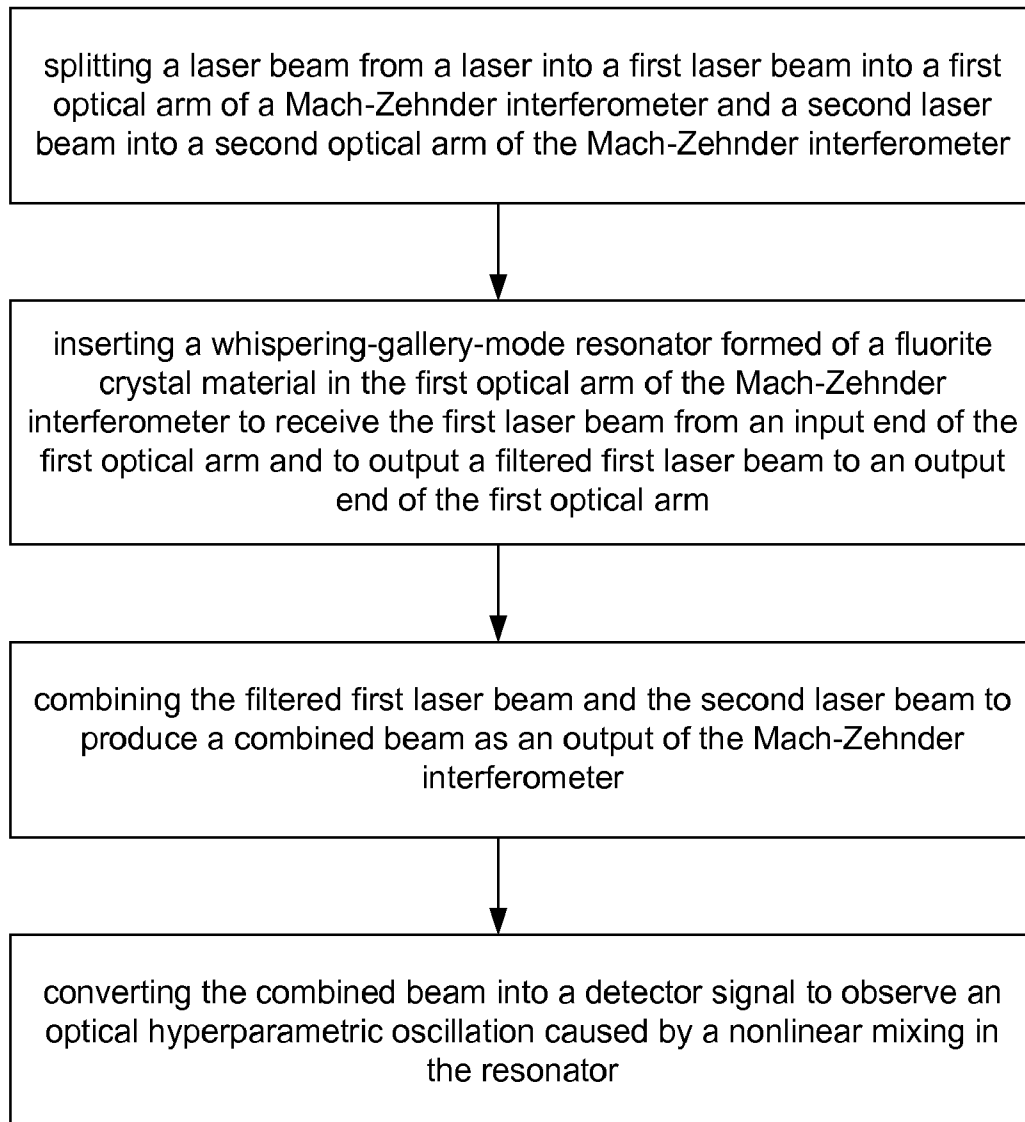 splitting a laser beam from a laser into a first laser beam into a first
optical arm of a Mach-Zehnder interferometer and a second laser
beam into a second optical arm of the Mach-Zehnder interferometer
inserting a whispering-gallery-mode resonator formed of a fluorite
crystal material in the first optical arm of the Mach-Zehnder
interferometer to receive the first laser beam from an input end of the
first optical arm and to output a filtered first laser beam to an output
end of the first optical arm
combining the filtered first laser beam and the second laser beam to
produce a combined beam as an output of the Mach-Zehnder
interferometer
converting the combined beam into a detector signal to observe an
optical hyperparametric oscillation caused by a nonlinear mixing in
the resonator